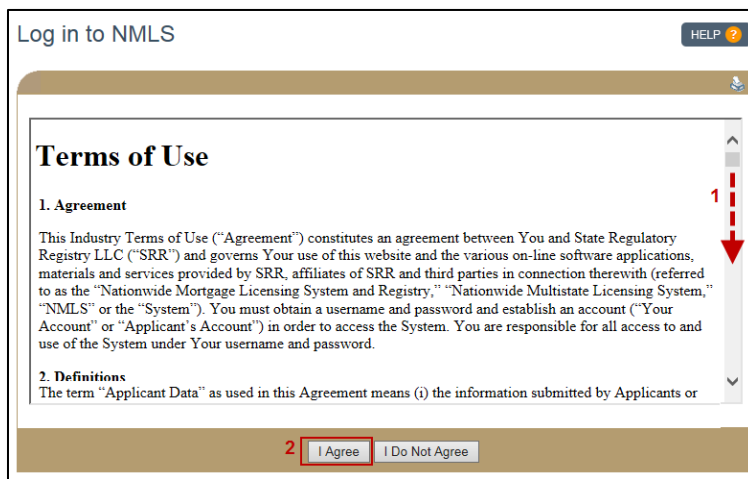 Log in to NMLS
HELP ?
Terms of Use
1
1. Agreement
This Industry Terms of Use (“Agreement”) constitutes an agreement between You and State Regulatory
Registry LLC (“SRR”) and governs Your use of this website and the various on-line software applications,
materials and services provided by SRR, affiliates of SRR and third parties in connection therewith (referred
to as the “Nationwide Mortgage Licensing System and Registry,” “Nationwide Multistate Licensing System,”
“NMLS” or the “System”). You must obtain a username and password and establish an account (“Your
Account” or “Applicant’s Account”) in order to access the System. You are responsible for all access to and
use of the System under Your username and password.
2. Definitions
The term “Applicant Data” as used in this Agreement means (i) the information submitted by Applicants or
2 I Agree I Do Not Agree